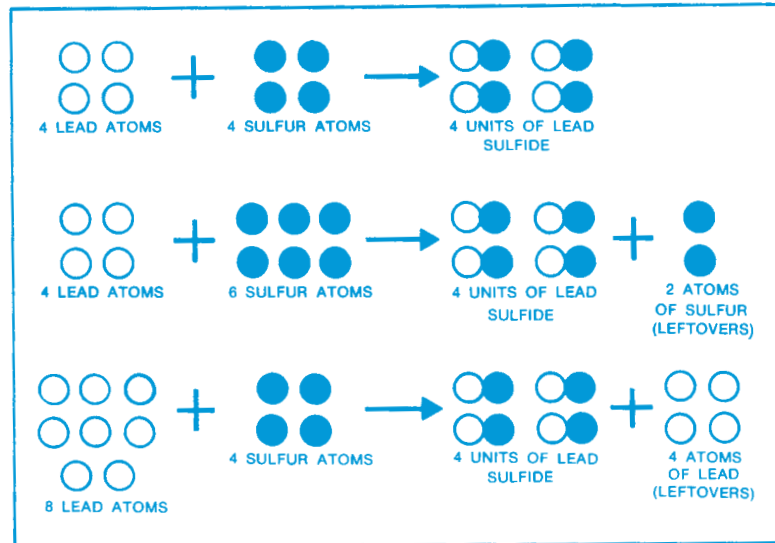 4 LEAD ATOMS
4 SULFUR ATOMS
4 UNITS OF LEAD
SULFIDE
4 LEAD ATOMS
6 SULFUR ATOMS
4 UNITS OF LEAD
SULFIDE
2 ATOMS
OF SULFUR
(LEFTOVERS)
8 LEAD ATOMS
4 SULFUR ATOMS
4 UNITS OF LEAD
SULFIDE
4 ATOMS
OF LEAD
(LEFTOVERS)